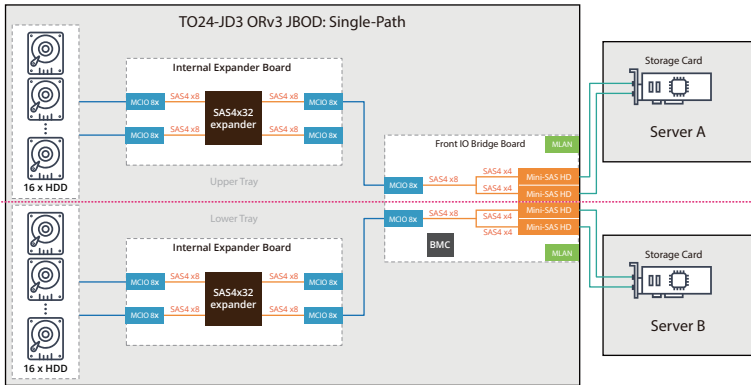 TO24-JD3 ORv3 JBOD: Single-Path
16 x HDD
Internal Expander Board
MCIO 8x
SAS4 x8
SAS4x32
expander
SAS4 x8
MCIO 8x
MCIO 8x
SAS4 x8
SAS4 x8
MCIO 8x
Upper Tray
Front IO Bridge Board
MLAN
MCIO 8x
SAS4 x8
SAS4 x4
Mini-SAS HD
SAS4 x4
Mini-SAS HD
Storage Card
Server A
Lower Tray
MCIO 8x
SAS4 x8
SAS4 x4
Mini-SAS HD
SAS4 x4
Mini-SAS HD
BMC
MLAN
16 x HDD
Internal Expander Board
MCIO 8x
SAS4 x8
SAS4x32
expander
SAS4 x8
MCIO 8x
MCIO 8x
SAS4 x8
SAS4 x8
MCIO 8x
Storage Card
Server B